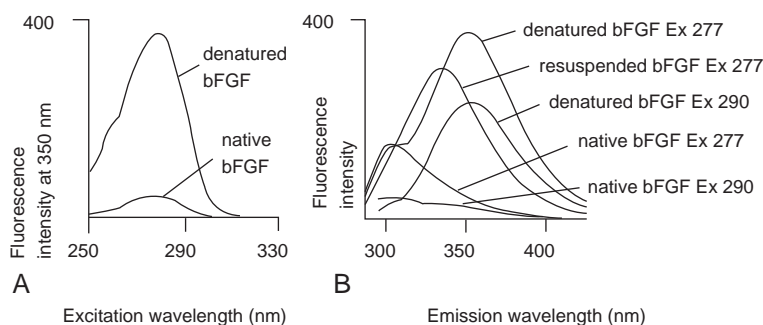 400
denatured
bFGF
native
bFGF
Fluorescence
intensity at 350 nm
250
290
330
A
Excitation wavelength (nm)
400
denatured bFGF Ex 277
resuspended bFGF Ex 277
denatured bFGF Ex 290
native bFGF Ex 277
native bFGF Ex 290
Fluorescence
intensity
300
350
400
B
Emission wavelength (nm)